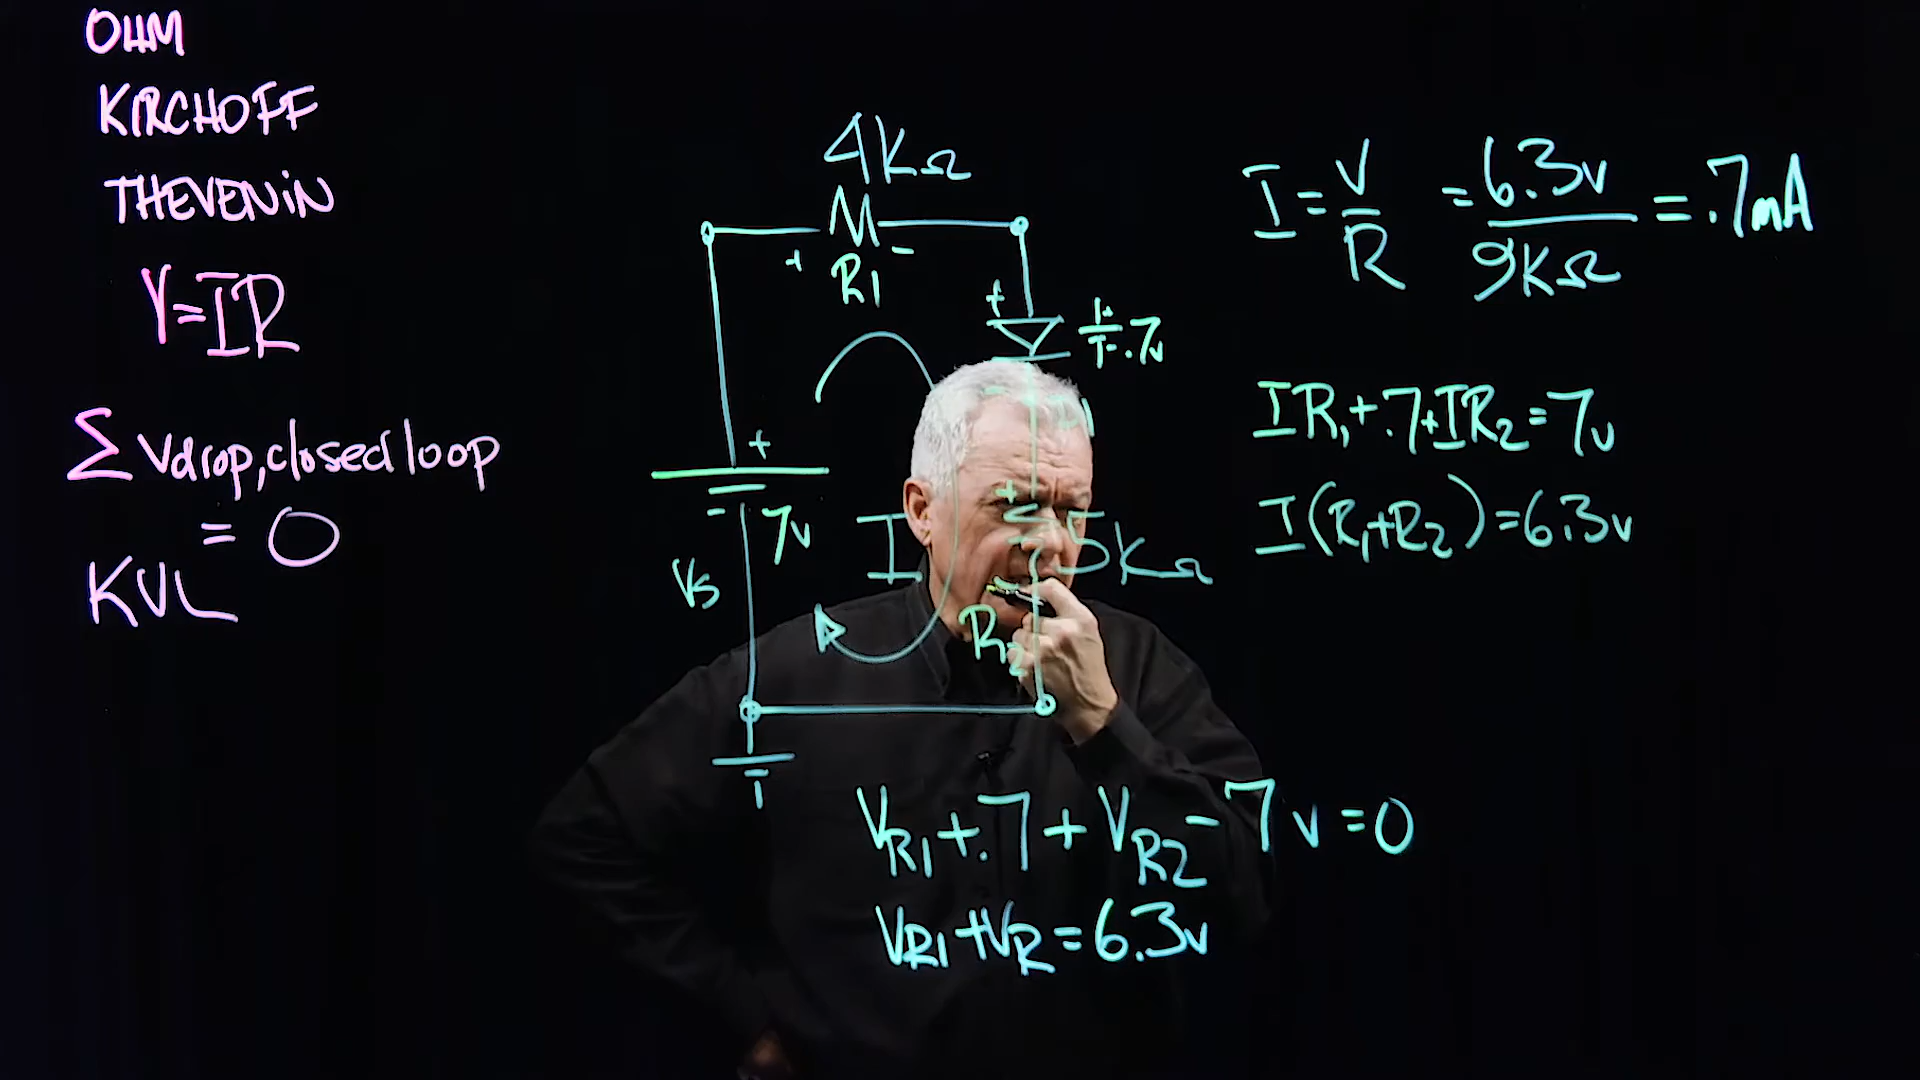 OHM
KIRCHOFF
THEVENIN
V=IR
Σ Vdrop, closed loop
= O
KVL
4KΩ
+ R1 -
+
+ - .7v
D1
+
- 7v
Vs
I
+
5KΩ
R2
I = V/R = 6.3v/9KΩ = .7mA
IR1+.7+IR2=7v
I(R1+R2)=6.3v
VR1+.7+VR2-7v=0
VR1+VR=6.3v